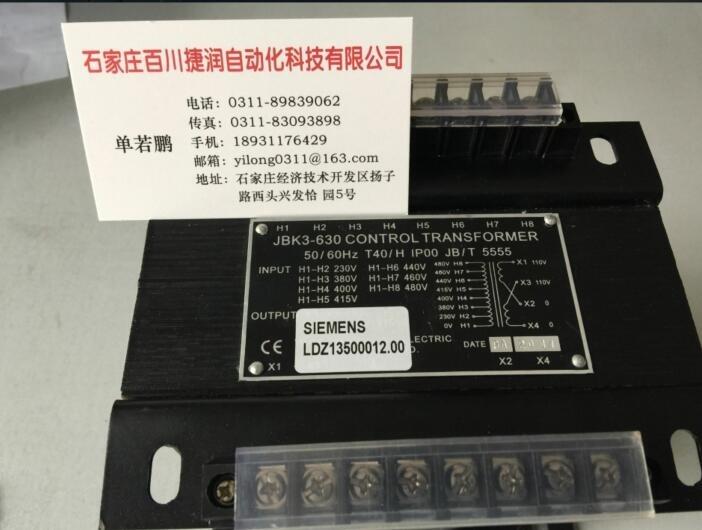 石家庄百川捷润自动化科技有限公司
电话：0311-89839062
传真：0311-83093898
单若鹏 手机：18931176429
邮箱：yilong0311@163.com
地址：石家庄经济技术开发区扬子
路西头兴发恰 园5号
H1 H2 H3 H4 H5 H6 H7 H8
JBK3-630 CONTROL TRANSFORMER
50/60Hz T40/H IP00 JB/T 5555
INPUT H1-H2 230V H1-H6 440V
H1-H3 380V H1-H7 460V
H1-H4 400V H1-H8 480V
H1-H5 415V
OUTPUT
480V H8
460V H7
440V H6
415V H5
400V H4
380V H3
230V H2
0V H1
X1 110V
X3 110V
X2 0
X4 0
SIEMENS
LDZ13500012.00
ELECTRIC
CE
DATE
X1 X2 X4